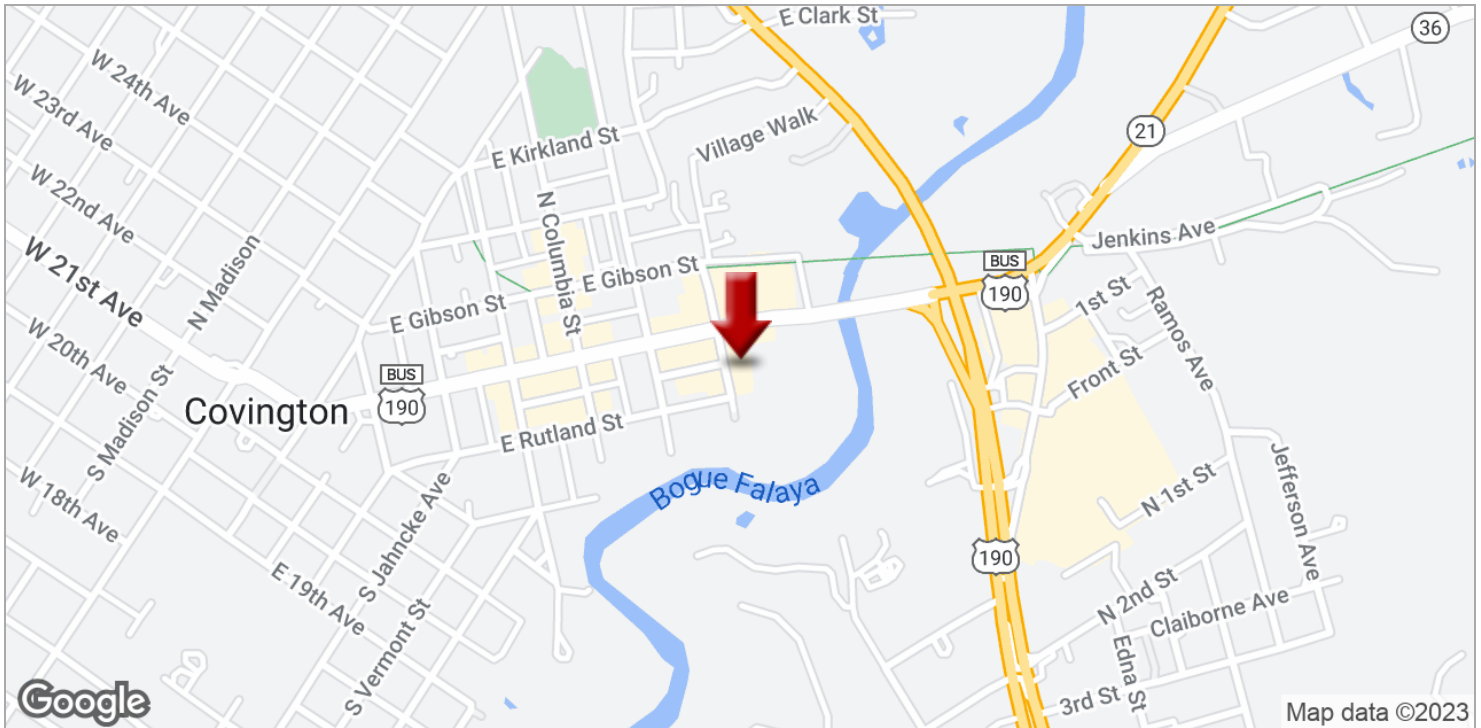 E Clark St
36
W 24th Ave
W 23rd Ave
21
Village Walk
E Kirkland St
W 22nd Ave
N Columbia St
Jenkins Ave
N Madison
W 21st Ave
E Gibson St
BUS
190
1st St
Ramos Ave
E Gibson St
W 20th Ave
Front St
BUS
190
Covington
S Madison St
E Rutland St
Bogue Falaya
W 18th Ave
N 1st St
Jefferson Ave
S Jahncke Ave
190
E 19th Ave
N 2nd St
Claiborne Ave
S Vermont St
Edna St
3rd St
Google
Map data ©2023